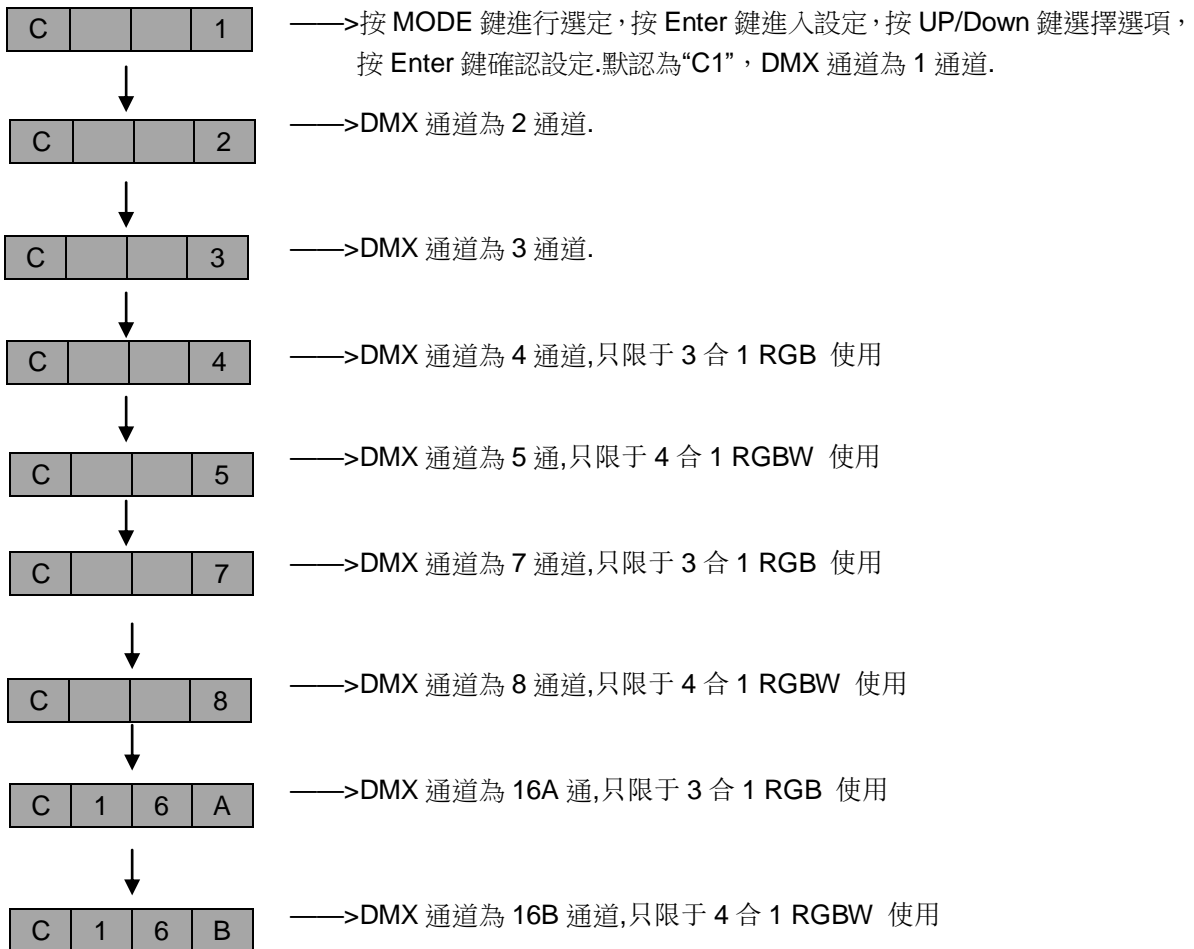 C 1 ——>按 MODE 鍵進行選定，按 Enter 鍵進入設定，按 UP/Down 鍵選擇選項，
按 Enter 鍵確認設定.默認為“C1”，DMX 通道為 1 通道.
C 2 ——>DMX 通道為 2 通道.
C 3 ——>DMX 通道為 3 通道.
C 4 ——>DMX 通道為 4 通道,只限于 3 合 1 RGB 使用
C 5 ——>DMX 通道為 5 通,只限于 4 合 1 RGBW 使用
C 7 ——>DMX 通道為 7 通道,只限于 3 合 1 RGB 使用
C 8 ——>DMX 通道為 8 通道,只限于 4 合 1 RGBW 使用
C 1 6 A ——>DMX 通道為 16A 通,只限于 3 合 1 RGB 使用
C 1 6 B ——>DMX 通道為 16B 通道,只限于 4 合 1 RGBW 使用